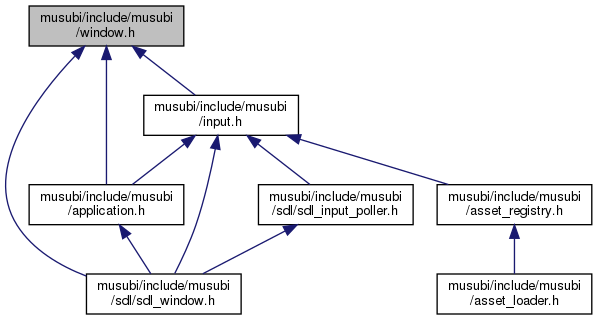 musubi/include/musubi
/window.h
musubi/include/musubi
/input.h
musubi/include/musubi
/application.h
musubi/include/musubi
/sdl/sdl_input_poller.h
musubi/include/musubi
/asset_registry.h
musubi/include/musubi
/sdl/sdl_window.h
musubi/include/musubi
/asset_loader.h